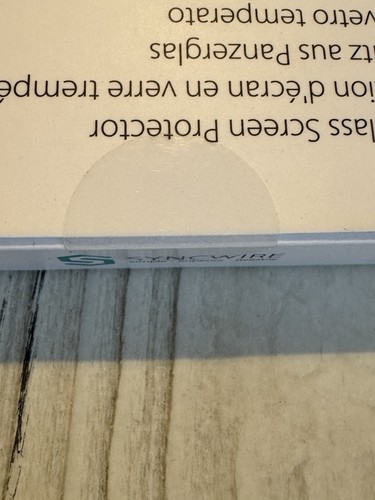 lass Screen Protector
ion d'écran en verre trempé
tz aus Panzerglas
vetro temperato
SYNCWIRE